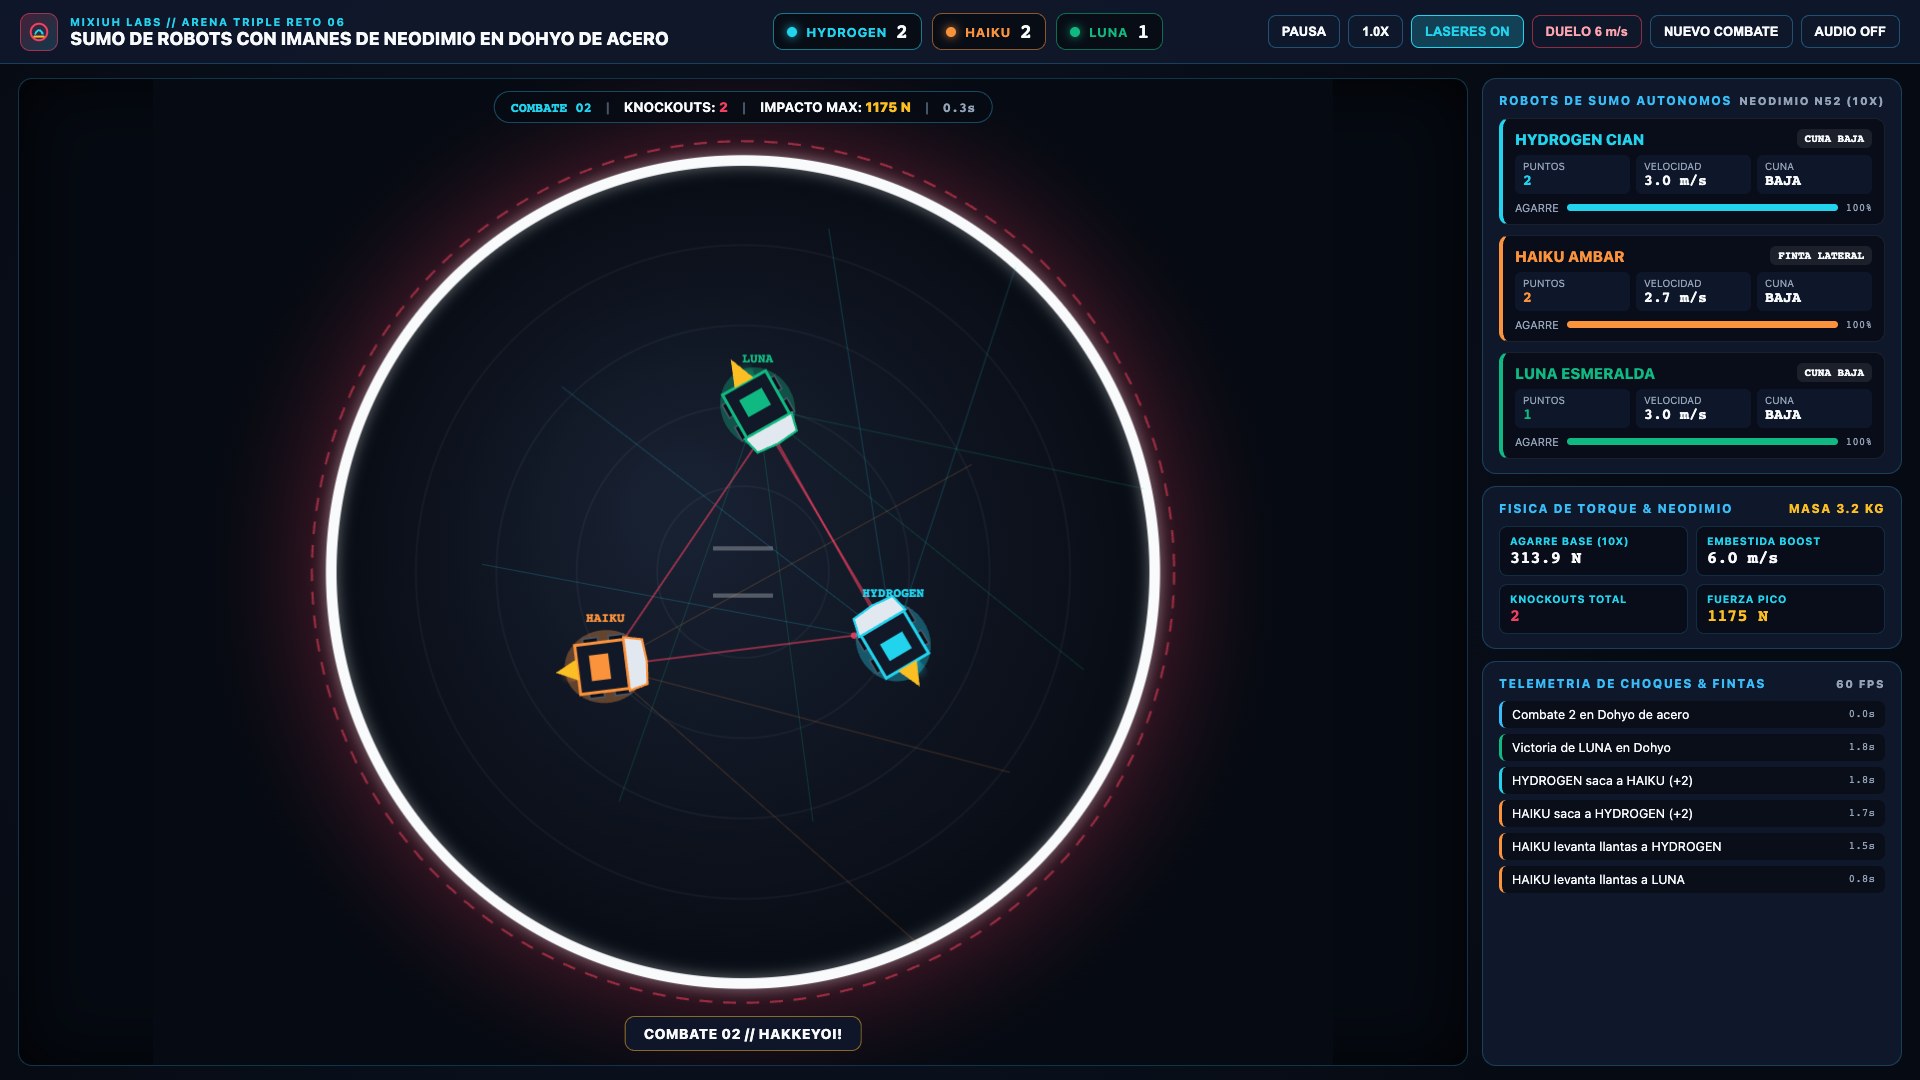 MIXIUH LABS // ARENA TRIPLE RETO 06
SUMO DE ROBOTS CON IMANES DE NEODIMIO EN DOHYO DE ACERO
HYDROGEN 2
HAIKU 2
LUNA 1
PAUSA
1.0X
LASERES ON
DUELO 6 m/s
NUEVO COMBATE
AUDIO OFF
COMBATE 02 | KNOCKOUTS: 2 | IMPACTO MAX: 1175 N | 0.3s
LUNA
HYDROGEN
HAIKU
COMBATE 02 // HAKKEYOI!
ROBOTS DE SUMO AUTONOMOS NEODIMIO N52 (10X)
HYDROGEN CIAN CUNA BAJA
PUNTOS VELOCIDAD CUNA
2 3.0 m/s BAJA
AGARRE 100%
HAIKU AMBAR FINTA LATERAL
PUNTOS VELOCIDAD CUNA
2 2.7 m/s BAJA
AGARRE 100%
LUNA ESMERALDA CUNA BAJA
PUNTOS VELOCIDAD CUNA
1 3.0 m/s BAJA
AGARRE 100%
FISICA DE TORQUE & NEODIMIO MASA 3.2 KG
AGARRE BASE (10X) EMBESTIDA BOOST
313.9 N 6.0 m/s
KNOCKOUTS TOTAL FUERZA PICO
2 1175 N
TELEMETRIA DE CHOQUES & FINTAS 60 FPS
Combate 2 en Dohyo de acero 0.0s
Victoria de LUNA en Dohyo 1.8s
HYDROGEN saca a HAIKU (+2) 1.8s
HAIKU saca a HYDROGEN (+2) 1.7s
HAIKU levanta llantas a HYDROGEN 1.5s
HAIKU levanta llantas a LUNA 0.8s